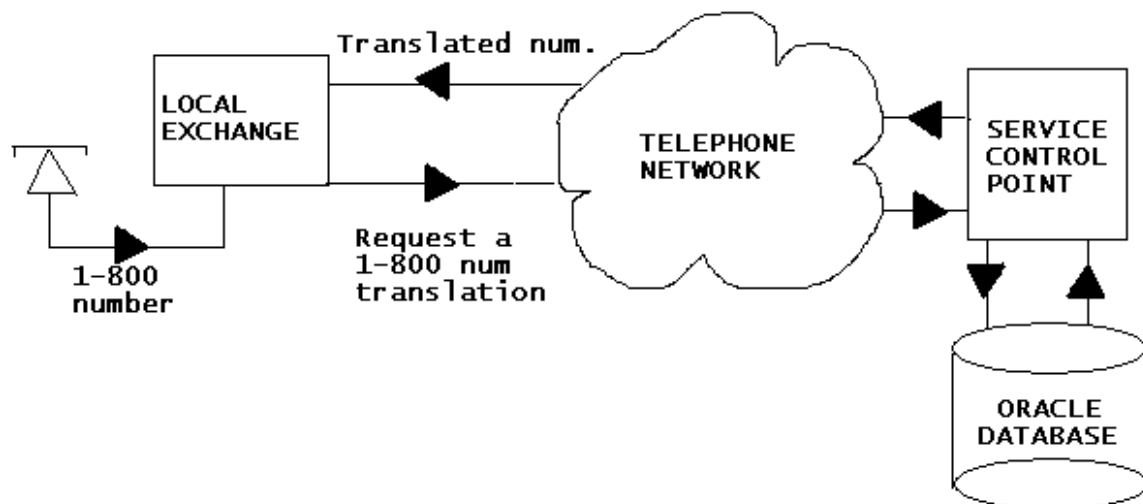 Translated num.
LOCAL
EXCHANGE
TELEPHONE
NETWORK
SERVICE
CONTROL
POINT
1-800
number
Request a
1-800 num
translation
ORACLE
DATABASE